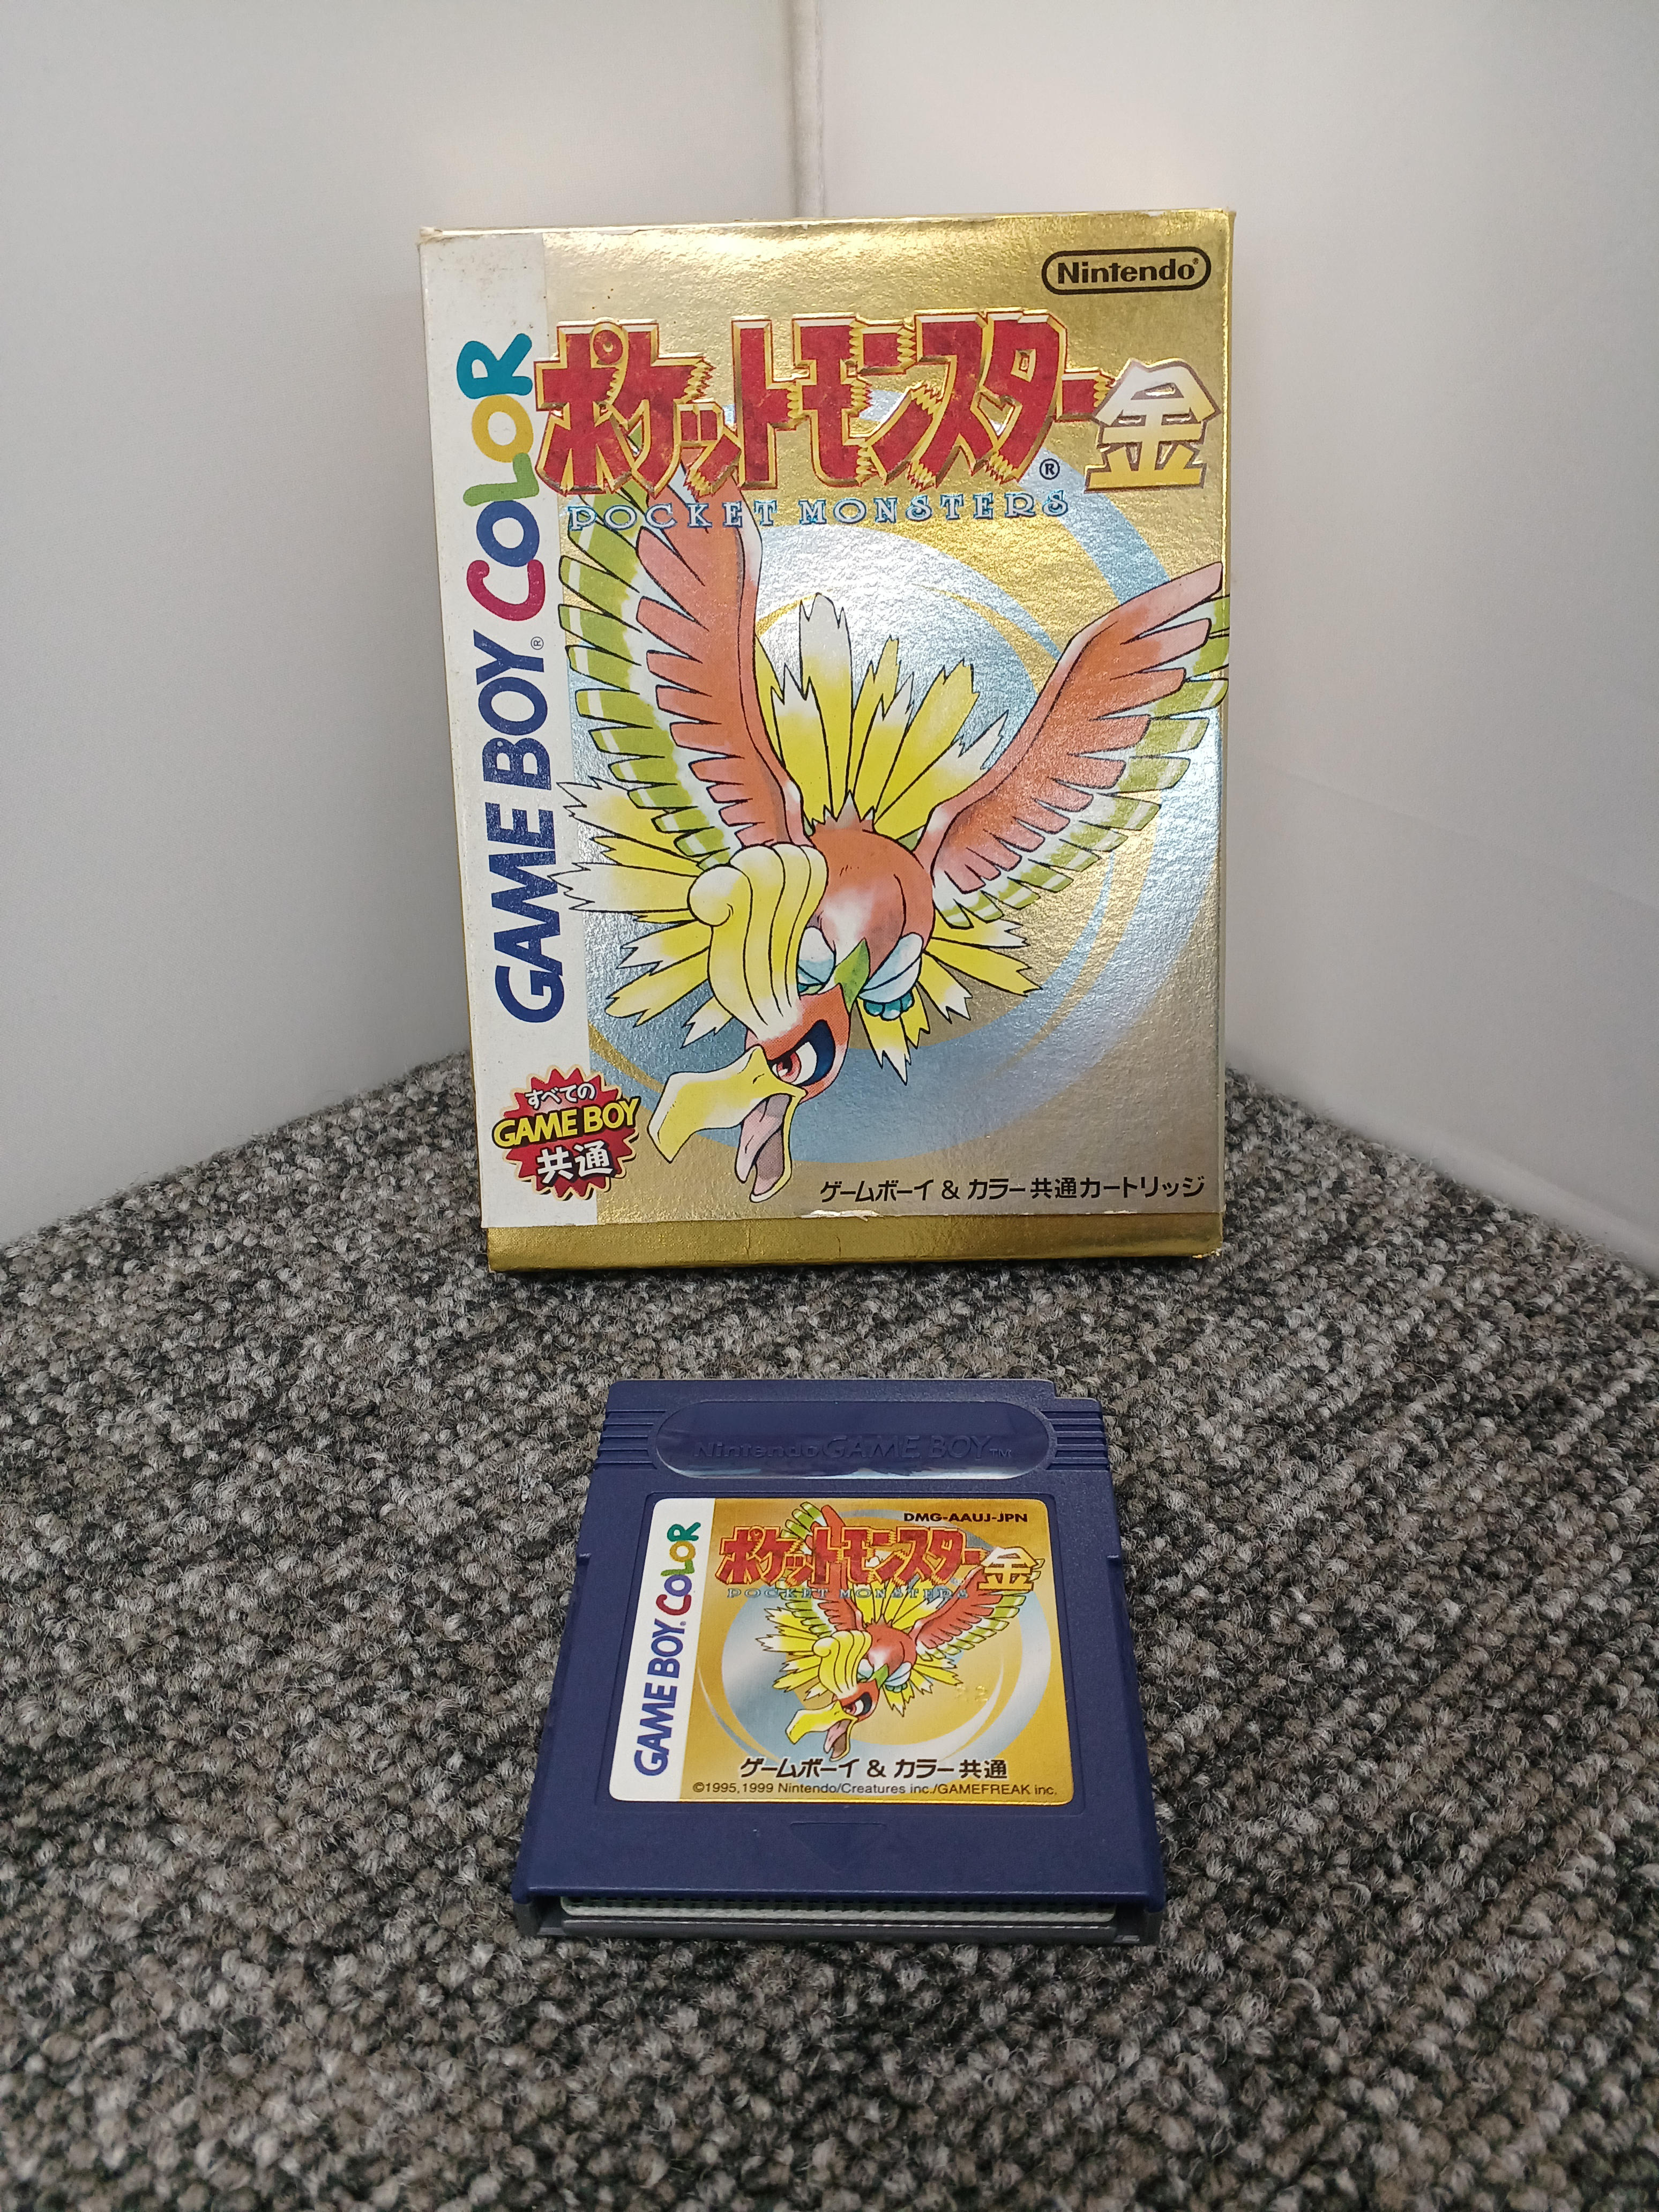 Nintendo®
ポケットモンスター金
®
POCKET MONSTERS
GAME BOY® COLOR
すべての
GAME BOY
共通
ゲームボーイ & カラー共通カートリッジ
Nintendo GAME BOY™
DMG-AAUJ-JPN
ポケットモンスター金
POCKET MONSTERS
GAME BOY COLOR
22
ゲームボーイ & カラー共通
©1995,1999 Nintendo/Creatures inc./GAMEFREAK inc.